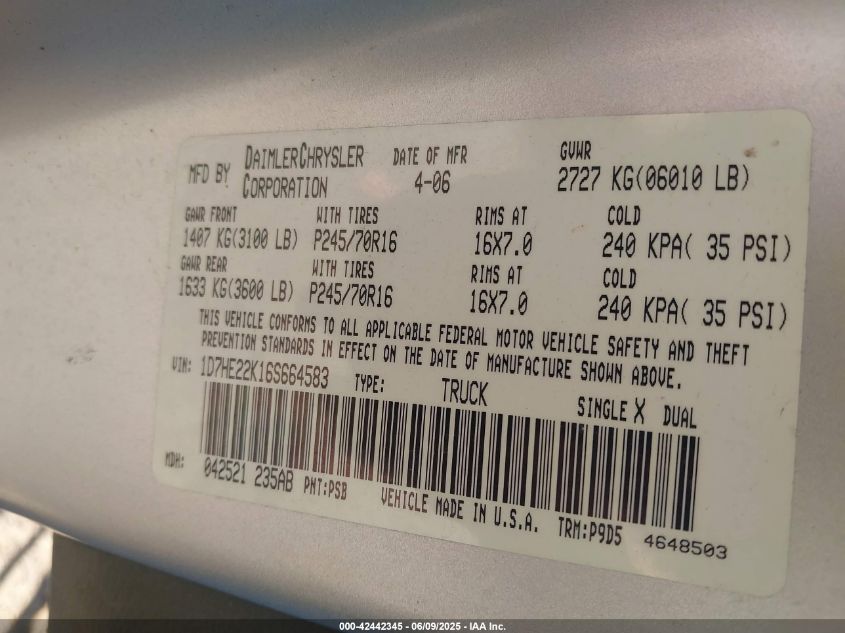 MFD BY DAIMLERCHRYSLER CORPORATION DATE OF MFR 4-06 GVWR 2727 KG(06010 LB)
GAWR FRONT WITH TIRES RIMS AT COLD
1407 KG(3100 LB) P245/70R16 16X7.0 240 KPA( 35 PSI)
GAWR REAR WITH TIRES RIMS AT COLD
1633 KG(3600 LB) P245/70R16 16X7.0 240 KPA( 35 PSI)
THIS VEHICLE CONFORMS TO ALL APPLICABLE FEDERAL MOTOR VEHICLE SAFETY AND THEFT
PREVENTION STANDARDS IN EFFECT ON THE DATE OF MANUFACTURE SHOWN ABOVE.
VIN: 1D7HE22K16S664583 TYPE: TRUCK SINGLE X DUAL
MDH: 042521 235AB PNT:PSB VEHICLE MADE IN U.S.A. TRM:P9D5 4648503
000-42442345 - 06/09/2025 - IAA Inc.